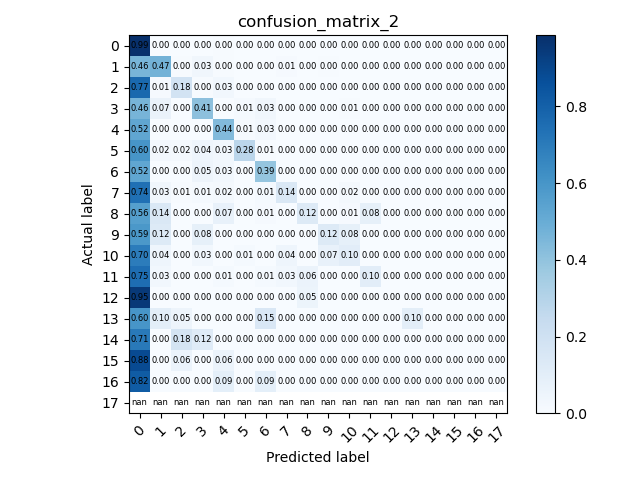 confusion_matrix_2
0 0.99 0.00 0.00 0.00 0.00 0.00 0.00 0.00 0.00 0.00 0.00 0.00 0.00 0.00 0.00 0.00 0.00 0.00
1 0.46 0.47 0.00 0.03 0.00 0.00 0.00 0.01 0.00 0.00 0.00 0.00 0.00 0.00 0.00 0.00 0.00 0.00
2 0.77 0.01 0.18 0.00 0.03 0.00 0.00 0.00 0.00 0.00 0.00 0.00 0.00 0.00 0.00 0.00 0.00 0.00
3 0.46 0.07 0.00 0.41 0.00 0.01 0.03 0.00 0.00 0.00 0.01 0.00 0.00 0.00 0.00 0.00 0.00 0.00
4 0.52 0.00 0.00 0.00 0.44 0.01 0.03 0.00 0.00 0.00 0.00 0.00 0.00 0.00 0.00 0.00 0.00 0.00
5 0.60 0.02 0.02 0.04 0.03 0.28 0.01 0.00 0.00 0.00 0.00 0.00 0.00 0.00 0.00 0.00 0.00 0.00
6 0.52 0.00 0.00 0.05 0.03 0.00 0.39 0.00 0.00 0.00 0.00 0.00 0.00 0.00 0.00 0.00 0.00 0.00
7 0.74 0.03 0.01 0.01 0.02 0.00 0.01 0.14 0.00 0.00 0.02 0.00 0.00 0.00 0.00 0.00 0.00 0.00
8 0.56 0.14 0.00 0.00 0.07 0.00 0.01 0.00 0.12 0.00 0.01 0.08 0.00 0.00 0.00 0.00 0.00 0.00
9 0.59 0.12 0.00 0.08 0.00 0.00 0.00 0.00 0.00 0.12 0.08 0.00 0.00 0.00 0.00 0.00 0.00 0.00
10 0.70 0.04 0.00 0.03 0.00 0.01 0.00 0.04 0.00 0.07 0.10 0.00 0.00 0.00 0.00 0.00 0.00 0.00
11 0.75 0.03 0.00 0.00 0.01 0.00 0.01 0.03 0.06 0.00 0.00 0.10 0.00 0.00 0.00 0.00 0.00 0.00
12 0.95 0.00 0.00 0.00 0.00 0.00 0.00 0.00 0.05 0.00 0.00 0.00 0.00 0.00 0.00 0.00 0.00 0.00
13 0.60 0.10 0.05 0.00 0.00 0.00 0.15 0.00 0.00 0.00 0.00 0.00 0.00 0.10 0.00 0.00 0.00 0.00
14 0.71 0.00 0.18 0.12 0.00 0.00 0.00 0.00 0.00 0.00 0.00 0.00 0.00 0.00 0.00 0.00 0.00 0.00
15 0.88 0.00 0.06 0.00 0.06 0.00 0.00 0.00 0.00 0.00 0.00 0.00 0.00 0.00 0.00 0.00 0.00 0.00
16 0.82 0.00 0.00 0.00 0.09 0.00 0.09 0.00 0.00 0.00 0.00 0.00 0.00 0.00 0.00 0.00 0.00 0.00
17 nan nan nan nan nan nan nan nan nan nan nan nan nan nan nan nan nan nan
0 1 2 3 4 5 6 7 8 9 10 11 12 13 14 15 16 17
Predicted label
Actual label
0.8
0.6
0.4
0.2
0.0